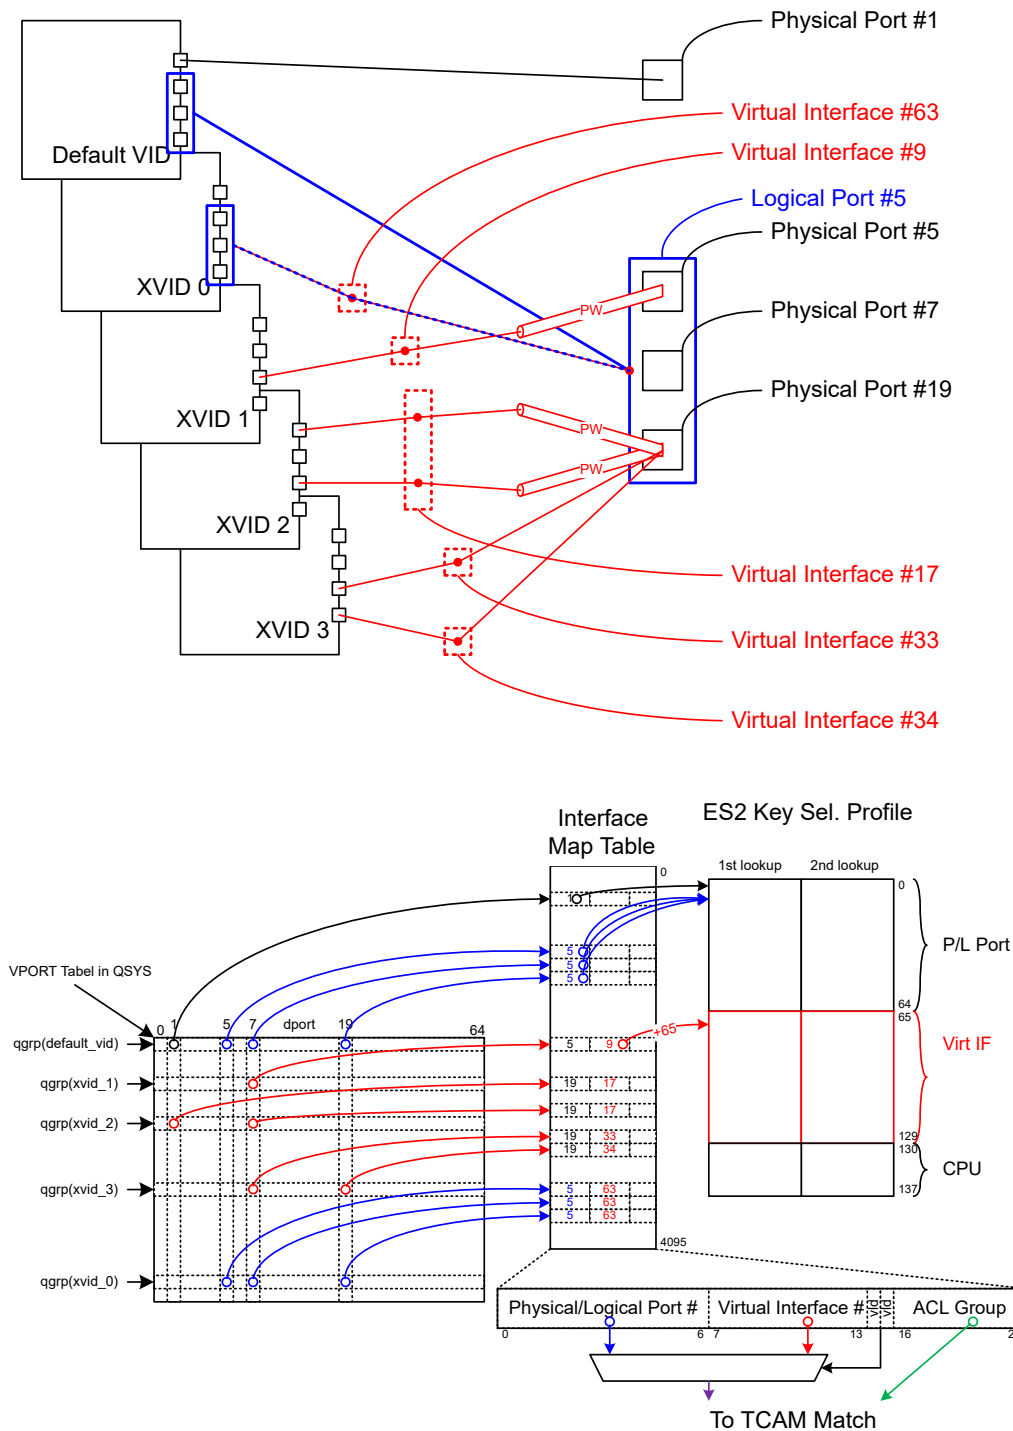 Physical Port #1
Virtual Interface #63
Virtual Interface #9
Default VID
Logical Port #5
Physical Port #5
XVID 0
PW
Physical Port #7
Physical Port #19
XVID 1
PW
PW
XVID 2
Virtual Interface #17
XVID 3
Virtual Interface #33
Virtual Interface #34
Interface
Map Table
ES2 Key Sel. Profile
1st lookup
2nd lookup
0
0
1
P/L Port
5
5
5
VPORT Tabel in QSYS
64
65
0
1
5
7
dport
19
64
+65
qgrp(default_vid)
5
9
Virt IF
qgrp(xvid_1)
19
17
19
17
qgrp(xvid_2)
19
33
129
19
34
130
CPU
qgrp(xvid_3)
5
63
137
5
63
5
63
4095
qgrp(xvid_0)
Physical/Logical Port #
Virtual Interface #
vid
vid
ACL Group
0
6
7
13
16
2
To TCAM Match